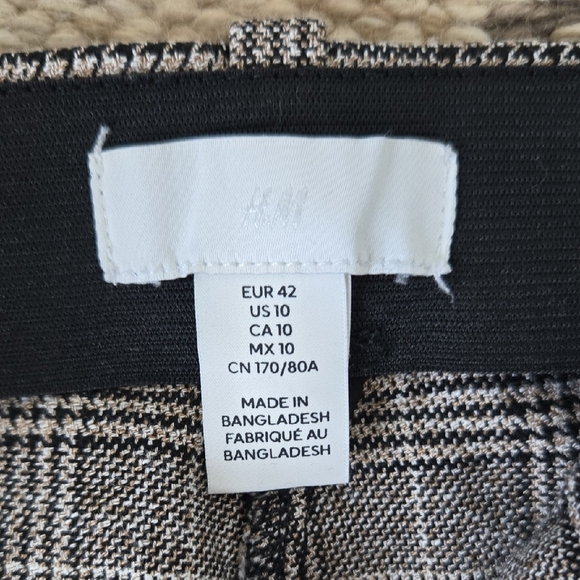 H&M
EUR 42
US 10
CA 10
MX 10
CN 170/80A
MADE IN
BANGLADESH
FABRIQUÉ AU
BANGLADESH